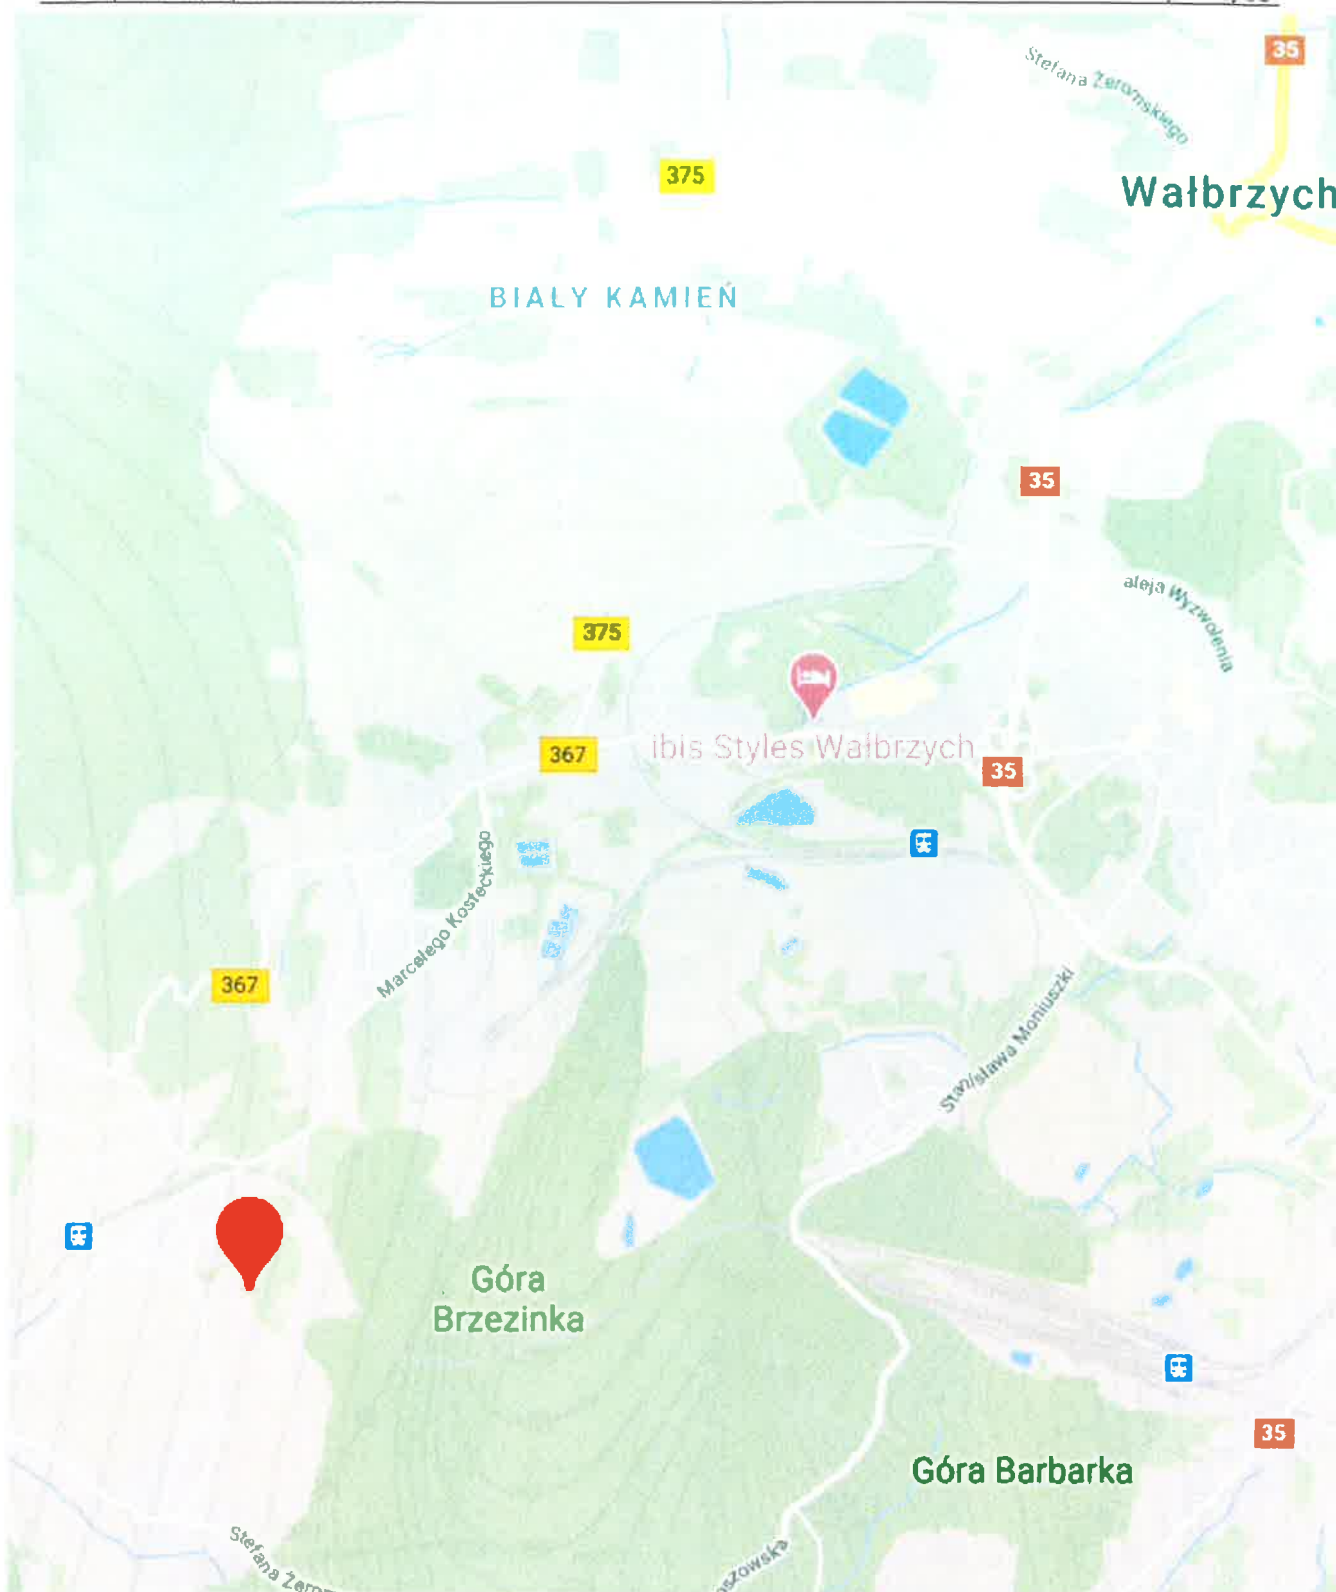 35
Stefana Żeromskiego
375
Wałbrzych
BIAŁY KAMIEŃ
35
aleja Wyzwolenia
375
367
ibis Styles Wałbrzych
35
Marcelego Kosteckiego
367
Stanisława Moniuszki
Góra
Brzezinka
35
Góra Barbarka
Stefana